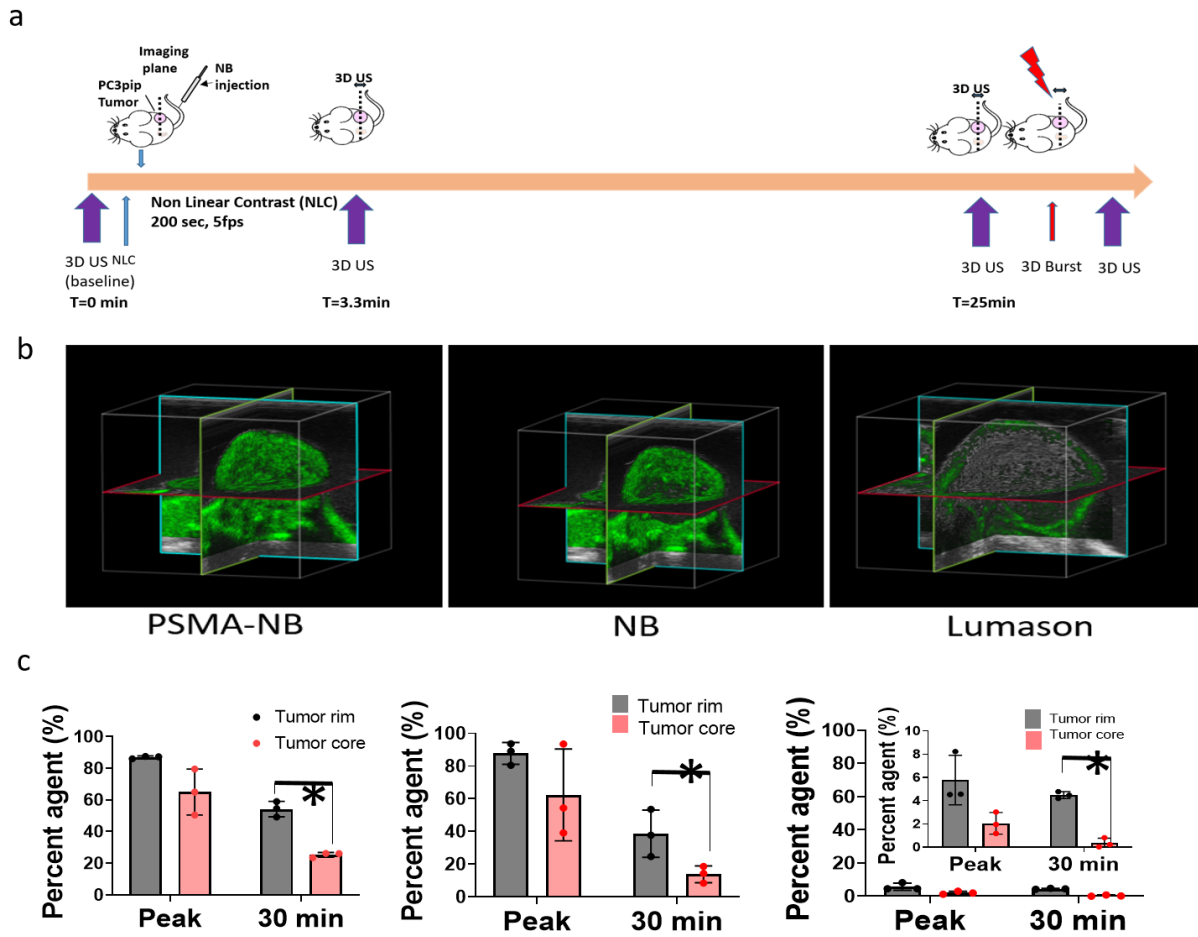 a
Imaging
plane
NB
injection
PC3pip
Tumor
3D US
3D US
Non Linear Contrast (NLC)
200 sec, 5fps
3D US NLC
(baseline)
T=0 min
3D US
T=3.3min
3D US
3D Burst
3D US
T=25min
b
PSMA-NB
NB
Lumason
c
Percent agent (%)
100
80
60
40
20
0
Tumor rim
Tumor core
*
Peak
30 min
Percent agent (%)
100
80
60
40
20
0
Tumor rim
Tumor core
*
Peak
30 min
Percent agent (%)
100
80
60
40
20
0
Percent agent (%)
10
8
6
4
2
0
Tumor rim
Tumor core
*
Peak
30 min
Peak
30 min